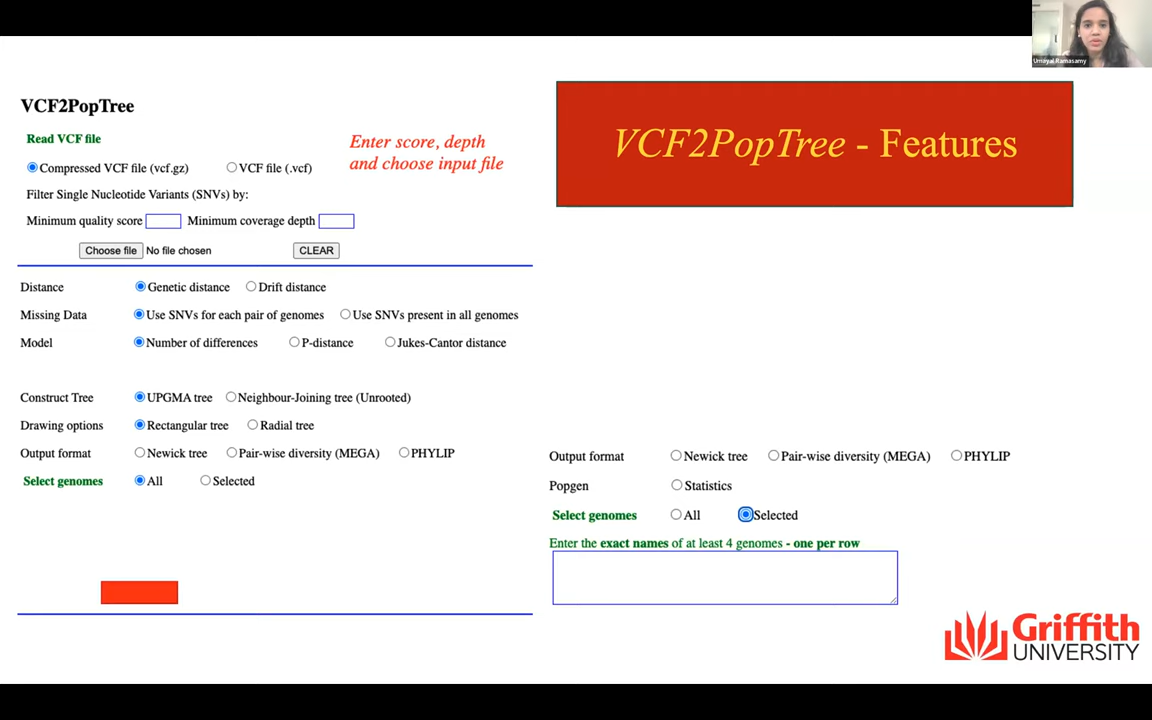 Umayal Ramasamy
VCF2PopTree
Read VCF file
Enter score, depth
and choose input file
Compressed VCF file (vcf.gz) VCF file (.vcf)
Filter Single Nucleotide Variants (SNVs) by:
Minimum quality score Minimum coverage depth
Choose file No file chosen CLEAR
Distance Genetic distance Drift distance
Missing Data Use SNVs for each pair of genomes Use SNVs present in all genomes
Model Number of differences P-distance Jukes-Cantor distance
Construct Tree UPGMA tree Neighbour-Joining tree (Unrooted)
Drawing options Rectangular tree Radial tree
Output format Newick tree Pair-wise diversity (MEGA) PHYLIP
Select genomes All Selected
VCF2PopTree - Features
Output format Newick tree Pair-wise diversity (MEGA) PHYLIP
Popgen Statistics
Select genomes All Selected
Enter the exact names of at least 4 genomes - one per row
Griffith
UNIVERSITY